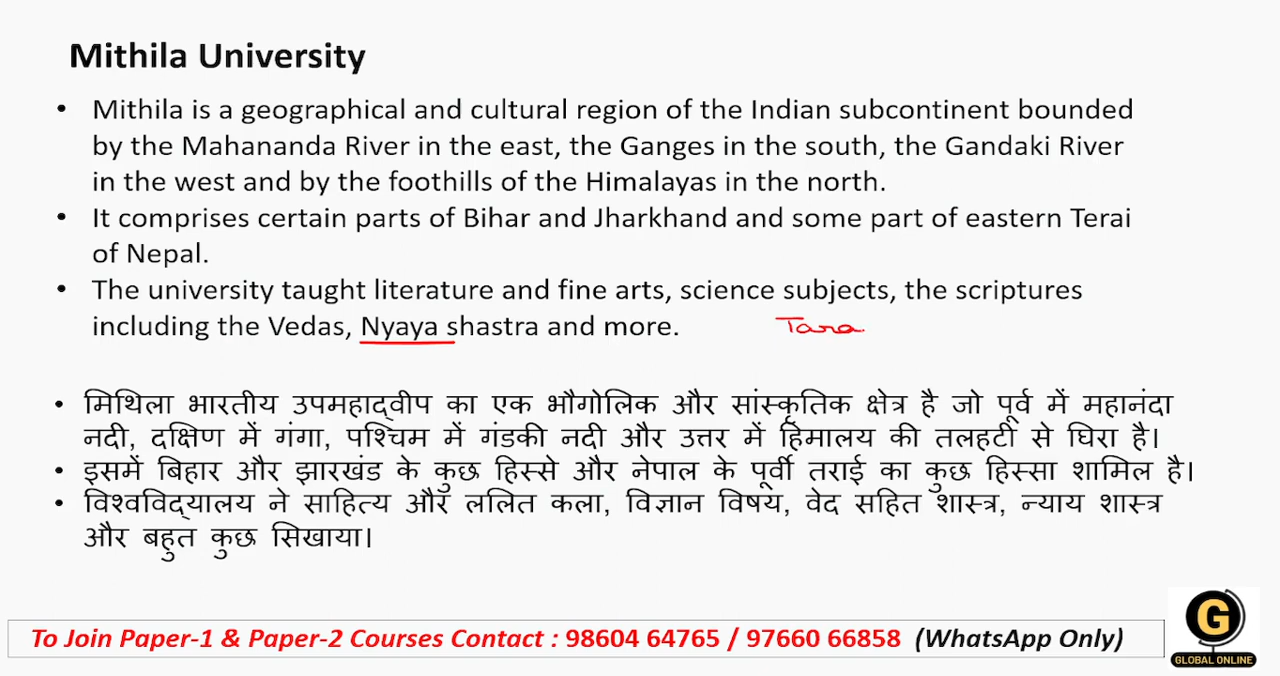 Mithila University
• Mithila is a geographical and cultural region of the Indian subcontinent bounded
by the Mahananda River in the east, the Ganges in the south, the Gandaki River
in the west and by the foothills of the Himalayas in the north.
• It comprises certain parts of Bihar and Jharkhand and some part of eastern Terai
of Nepal.
• The university taught literature and fine arts, science subjects, the scriptures
including the Vedas, Nyaya shastra and more. Tara
• मिथिला भारतीय उपमहाद्वीप का एक भौगोलिक और सांस्कृतिक क्षेत्र है जो पूर्व में महानंदा
नदी, दक्षिण में गंगा, पश्चिम में गंडकी नदी और उत्तर में हिमालय की तलहटी से घिरा है।
• इसमें बिहार और झारखंड के कुछ हिस्से और नेपाल के पूर्वी तराई का कुछ हिस्सा शामिल है।
• विश्वविद्यालय ने साहित्य और ललित कला, विज्ञान विषय, वेद सहित शास्त्र, न्याय शास्त्र
और बहुत कुछ सिखाया।
To Join Paper-1 & Paper-2 Courses Contact : 98604 64765 / 97660 66858 (WhatsApp Only)
G
GLOBAL ONLINE